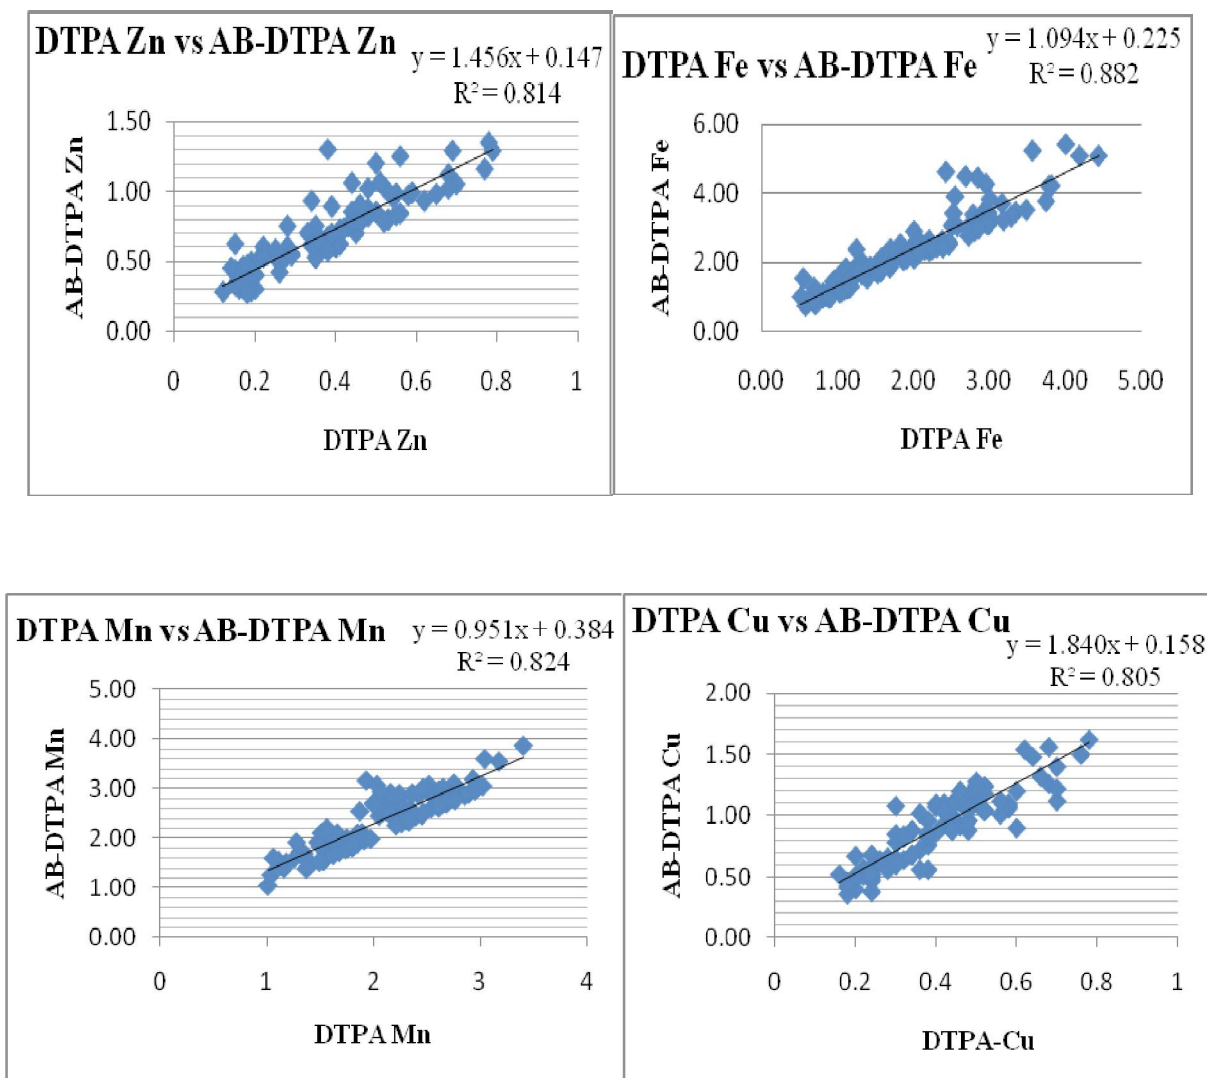 DTPA Zn vs AB-DTPA Zn
y = 1.456x + 0.147
R² = 0.814
AB-DTPA Zn
1.50
1.00
0.50
0.00
0 0.2 0.4 0.6 0.8 1
DTPA Zn
DTPA Fe vs AB-DTPA Fe
y = 1.094x + 0.225
R² = 0.882
AB-DTPA Fe
6.00
4.00
2.00
0.00
0.00 1.00 2.00 3.00 4.00 5.00
DTPA Fe
DTPA Mn vs AB-DTPA Mn
y = 0.951x + 0.384
R² = 0.824
AB-DTPA Mn
5.00
4.00
3.00
2.00
1.00
0.00
0 1 2 3 4
DTPA Mn
DTPA Cu vs AB-DTPA Cu
y = 1.840x + 0.158
R² = 0.805
AB-DTPA Cu
2.00
1.50
1.00
0.50
0.00
0 0.2 0.4 0.6 0.8 1
DTPA-Cu